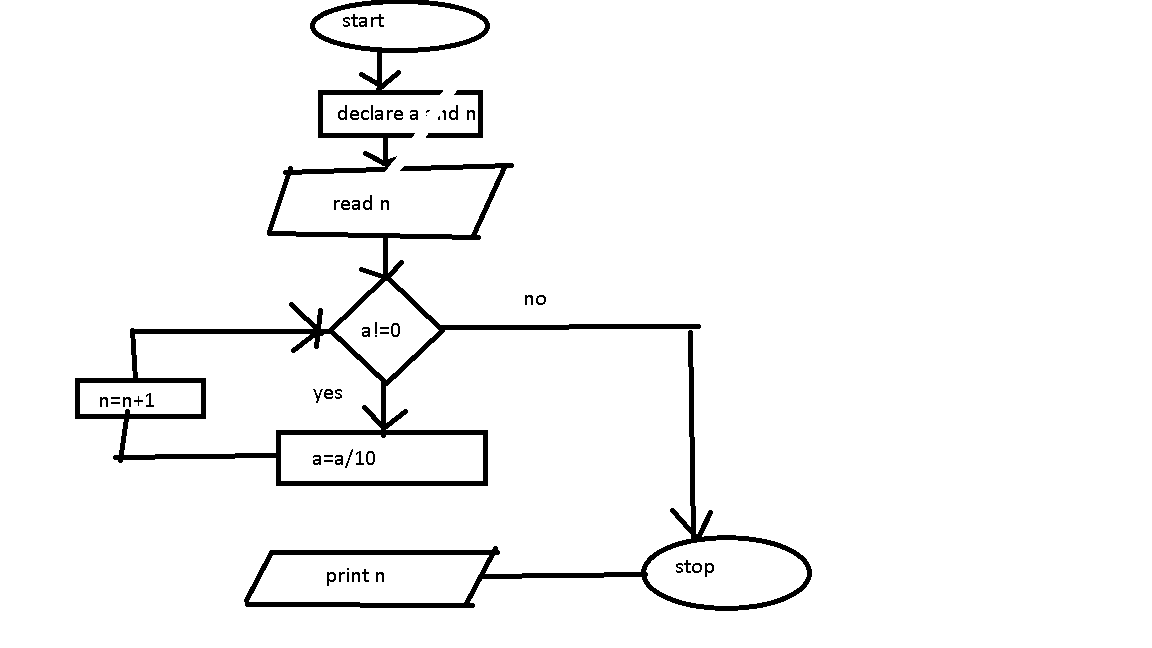 start
declare a and n
read n
a!=0
no
yes
n=n+1
a=a/10
print n
stop